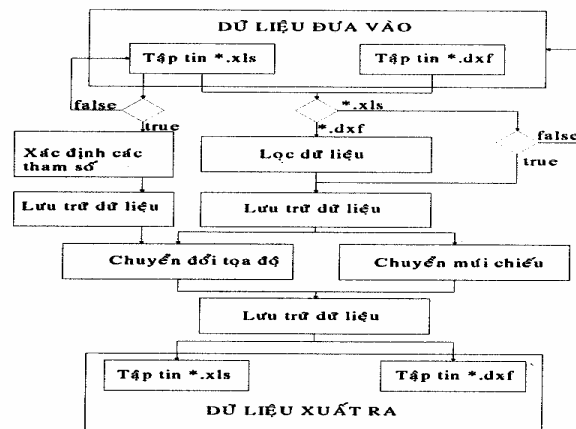 DỮ LIỆU ĐƯA VÀO
Tập tin *.xls
Tập tin *.dxf
false
true
*.xls
*.dxf
false
true
Xác định các
tham số
Lọc dữ liệu
Lưu trữ dữ liệu
Lưu trữ dữ liệu
Chuyển đổi tọa độ
Chuyển múi chiếu
Lưu trữ dữ liệu
Tập tin *.xls
Tập tin *.dxf
DỮ LIỆU XUẤT RA